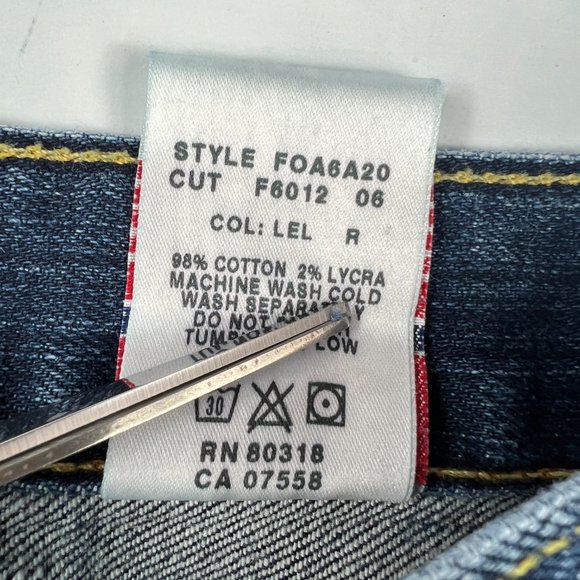 STYLE FOA6A20
CUT F6012 06
COL: LEL R
98% COTTON 2% LYCRA
MACHINE WASH COLD
WASH
DO NOT
LOW
30
RN 80318
CA 07558